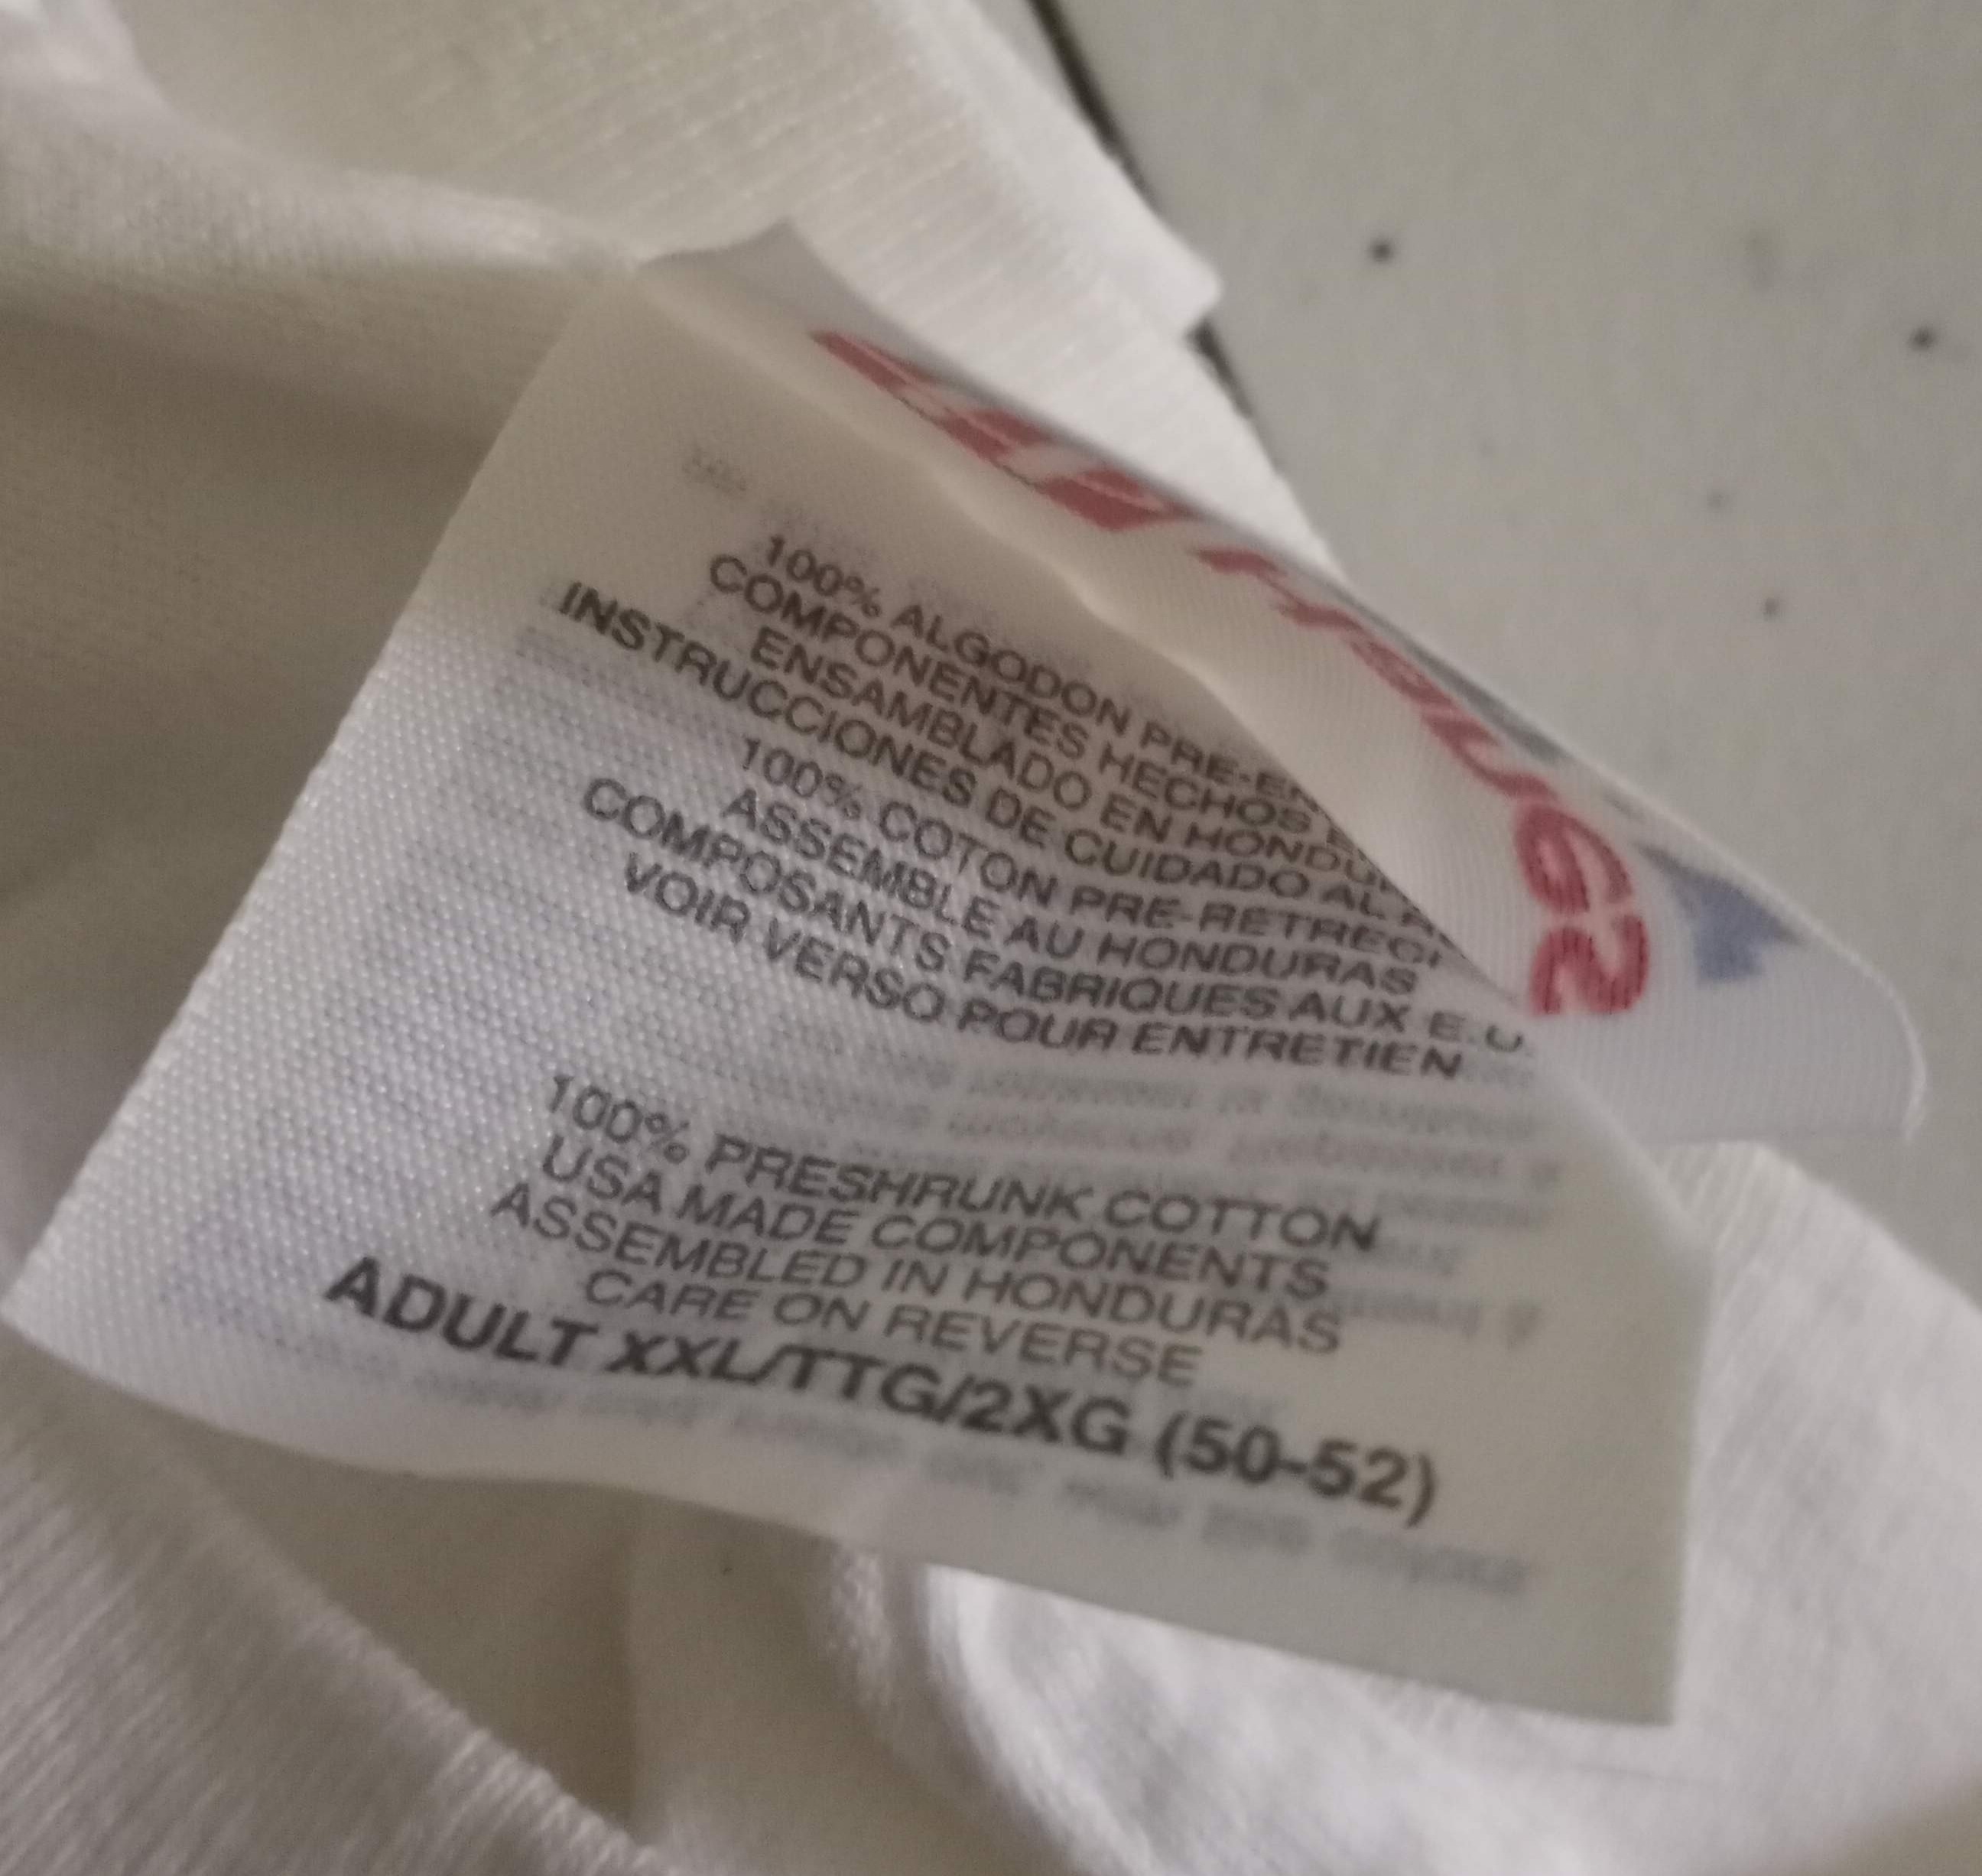 100% ALGODON PRE-EN
COMPONENTES HECHOS E
ENSAMBLADO EN HONDU
INSTRUCCIONES DE CUIDADO AL R
100% COTON PRE-RETRECI
ASSEMBLE AU HONDURAS
COMPOSANTS FABRIQUES AUX E.U.
VOIR VERSO POUR ENTRETIEN
100% PRESHRUNK COTTON
USA MADE COMPONENTS
ASSEMBLED IN HONDURAS
CARE ON REVERSE
ADULT XXL/TTG/2XG (50-52)